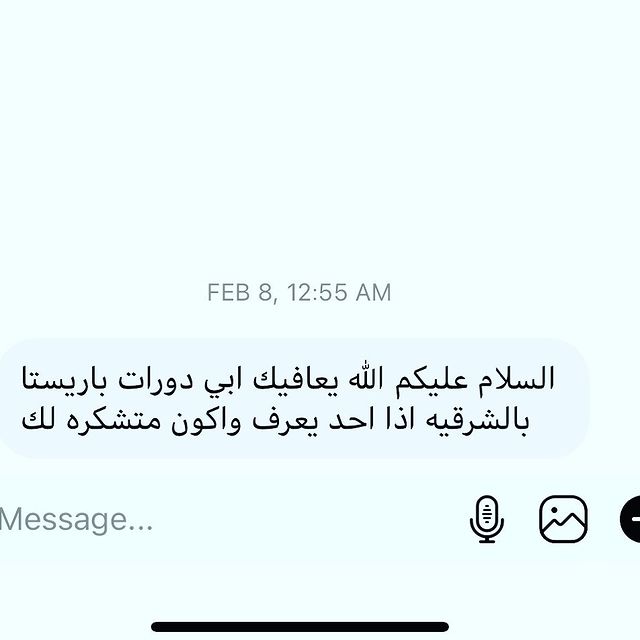 FEB 8, 12:55 AM
السلام عليكم الله يعافيك ابي دورات باريستا
بالشرقيه اذا احد يعرف واكون متشكره لك
Message...